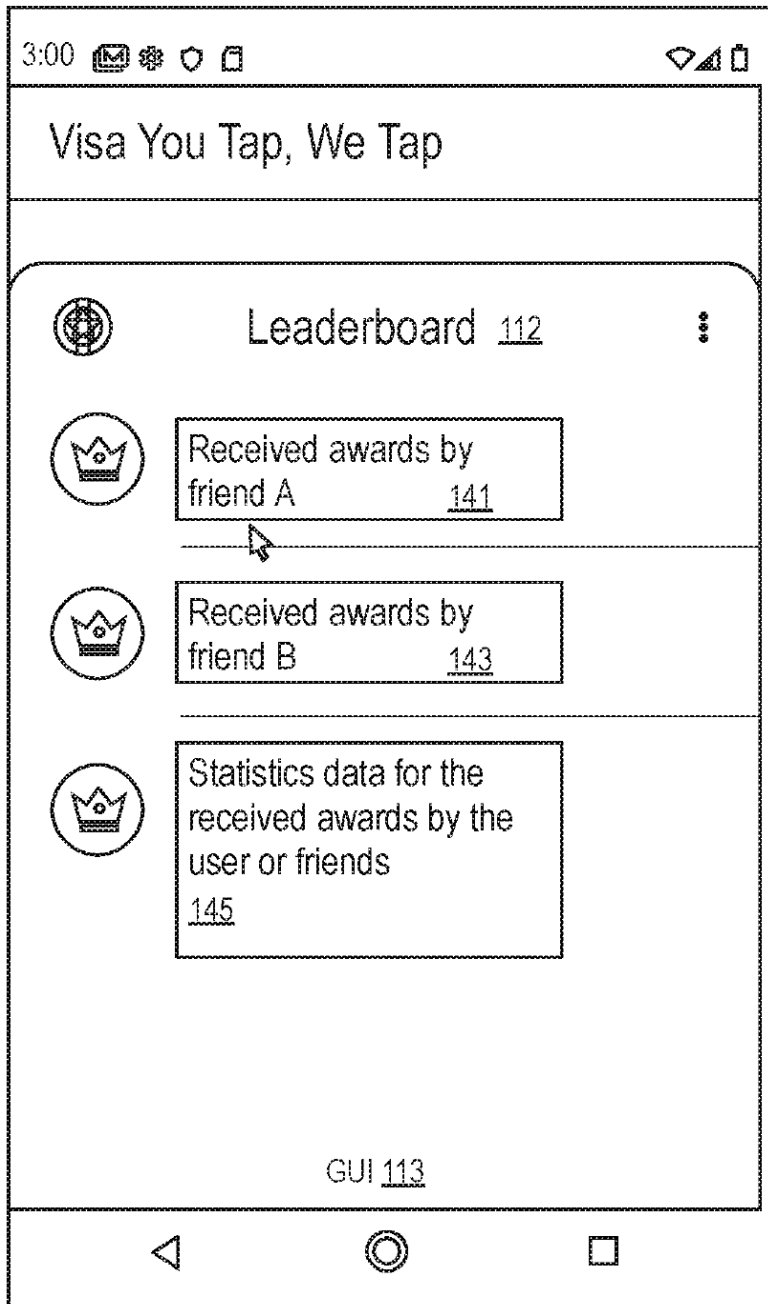 3:00
Visa You Tap, We Tap
Leaderboard 112
Received awards by
friend A 141
Received awards by
friend B 143
Statistics data for the
received awards by the
user or friends
145
GUI 113